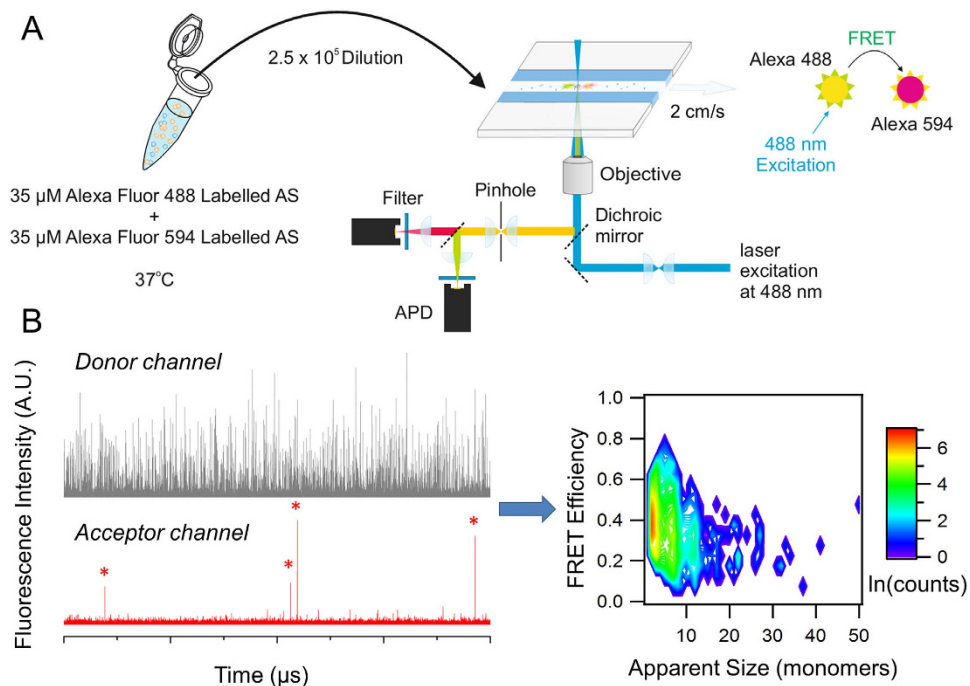 A
2.5 x 10⁵ Dilution
Alexa 488
FRET
2 cm/s
Alexa 594
488 nm
Excitation
35 µM Alexa Fluor 488 Labelled AS
+
35 µM Alexa Fluor 594 Labelled AS
37°C
Filter
Pinhole
Objective
Dichroic
mirror
laser
excitation
at 488 nm
APD
B
Fluorescence Intensity (A.U.)
Donor channel
Acceptor channel
* * * *
Time (µs)
FRET Efficiency
1.0
0.8
0.6
0.4
0.2
0.0
10 20 30 40 50
Apparent Size (monomers)
6
4
2
0
ln(counts)